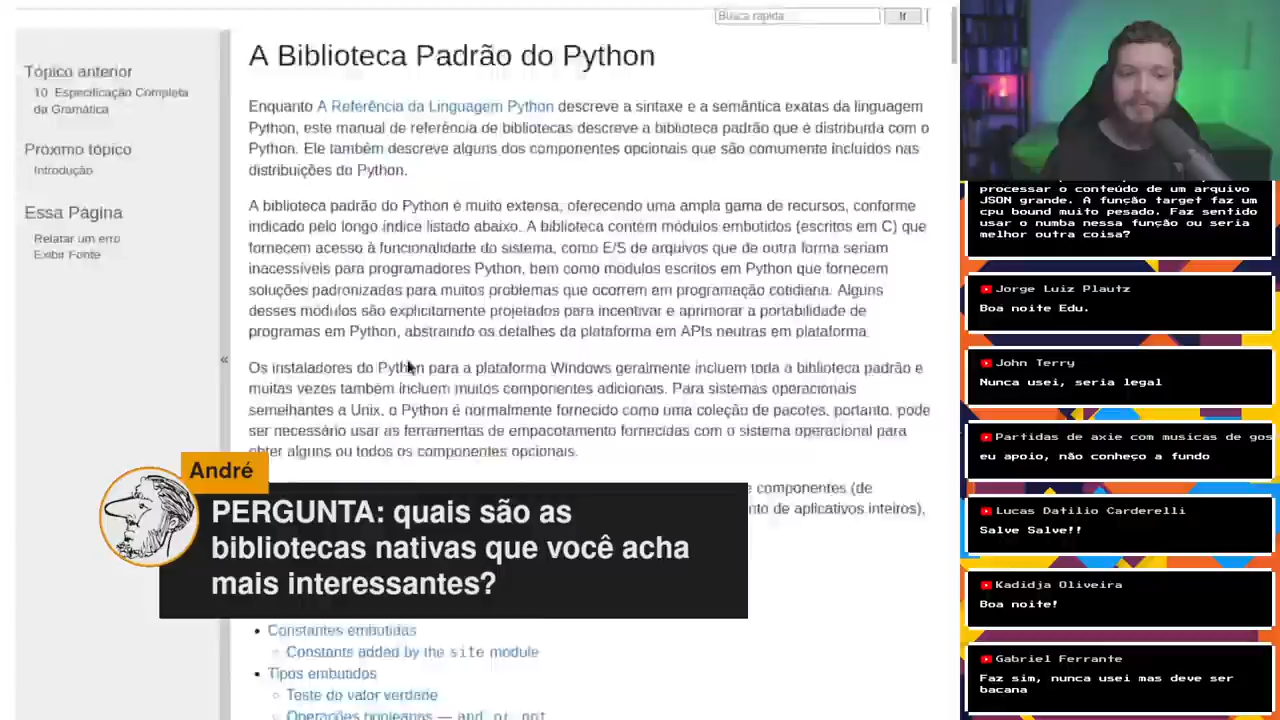 Busca rápida
Ir
Tópico anterior
10. Especificação Completa
da Gramática
Próximo tópico
Introdução
Essa Página
Relatar um erro
Exibir Fonte
«
A Biblioteca Padrão do Python
Enquanto A Referência da Linguagem Python descreve a sintaxe e a semântica exatas da linguagem
Python, este manual de referência de bibliotecas descreve a biblioteca padrão que é distribuída com o
Python. Ele também descreve alguns dos componentes opcionais que são comumente incluídos nas
distribuições do Python.
A biblioteca padrão do Python é muito extensa, oferecendo uma ampla gama de recursos, conforme
indicado pelo longo índice listado abaixo. A biblioteca contém módulos embutidos (escritos em C) que
fornecem acesso à funcionalidade do sistema, como E/S de arquivos que de outra forma seriam
inacessíveis para programadores Python, bem como módulos escritos em Python que fornecem
soluções padronizadas para muitos problemas que ocorrem em programação cotidiana. Alguns
desses módulos são explicitamente projetados para incentivar e aprimorar a portabilidade de
programas em Python, abstraindo os detalhes da plataforma em APIs neutras em plataforma.
Os instaladores do Python para a plataforma Windows geralmente incluem toda a biblioteca padrão e
muitas vezes também incluem muitos componentes adicionais. Para sistemas operacionais
semelhantes a Unix, o Python é normalmente fornecido como uma coleção de pacotes, portanto, pode
ser necessário usar as ferramentas de empacotamento fornecidas com o sistema operacional para
obter alguns ou todos os componentes opcionais.
e componentes (de
nto de aplicativos inteiros),
André
PERGUNTA: quais são as
bibliotecas nativas que você acha
mais interessantes?
Constantes embutidas
Constants added by the site module
Tipos embutidos
Teste do valor verdade
Operações booleanas — and, or, not
processar o conteúdo de um arquivo
JSON grande. A função target faz um
cpu bound muito pesado. Faz sentido
usar o numba nessa função ou seria
melhor outra coisa?
Jorge Luiz Plautz
Boa noite Edu.
John Terry
Nunca usei, seria legal
Partidas de axie com musicas de gos
eu apoio, não conheço a fundo
Lucas Datilio Carderelli
Salve Salve!!
Kadidja Oliveira
Boa noite!
Gabriel Ferrante
Faz sim, nunca usei mas deve ser
bacana